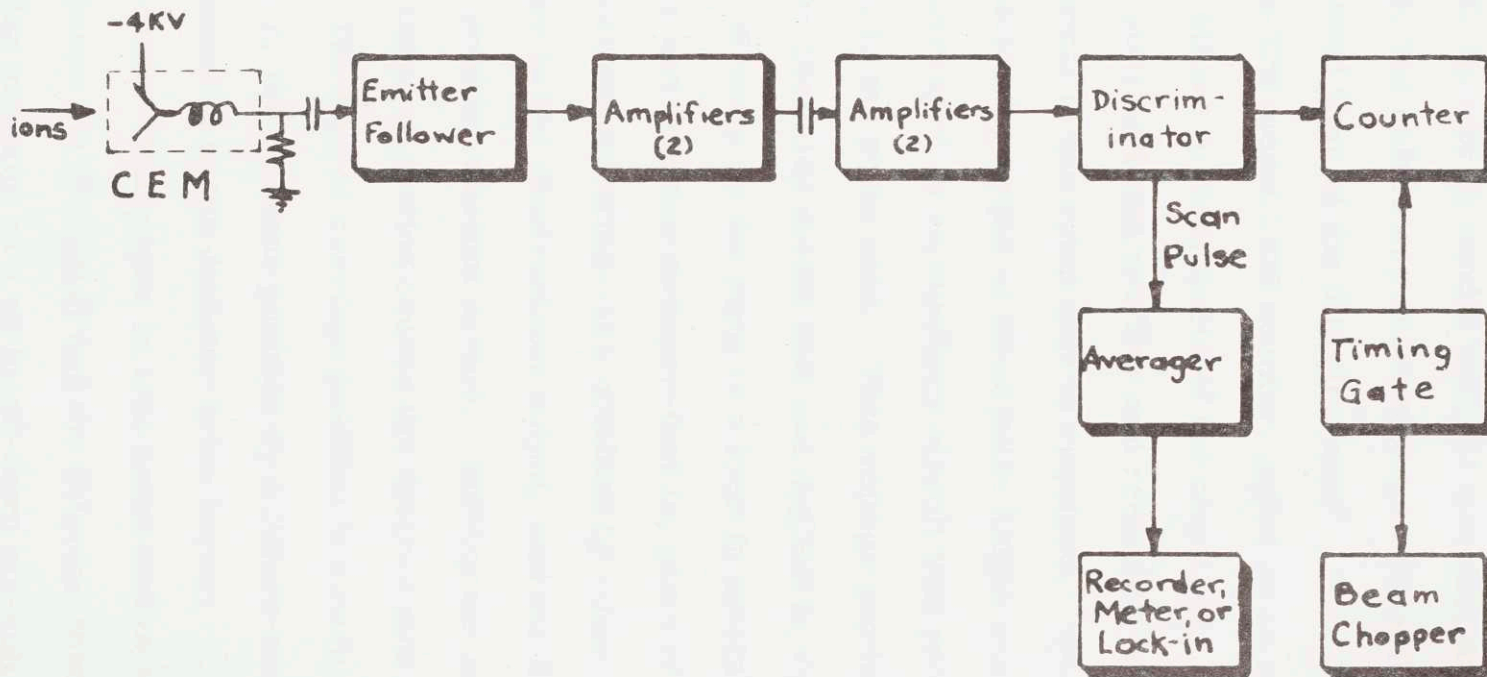 -4KV
ions
CEM
Emitter
Follower
Amplifiers
(2)
Amplifiers
(2)
Discrim-
inator
Counter
Scan
Pulse
Averager
Timing
Gate
Recorder,
Meter, or
Lock-in
Beam
Chopper